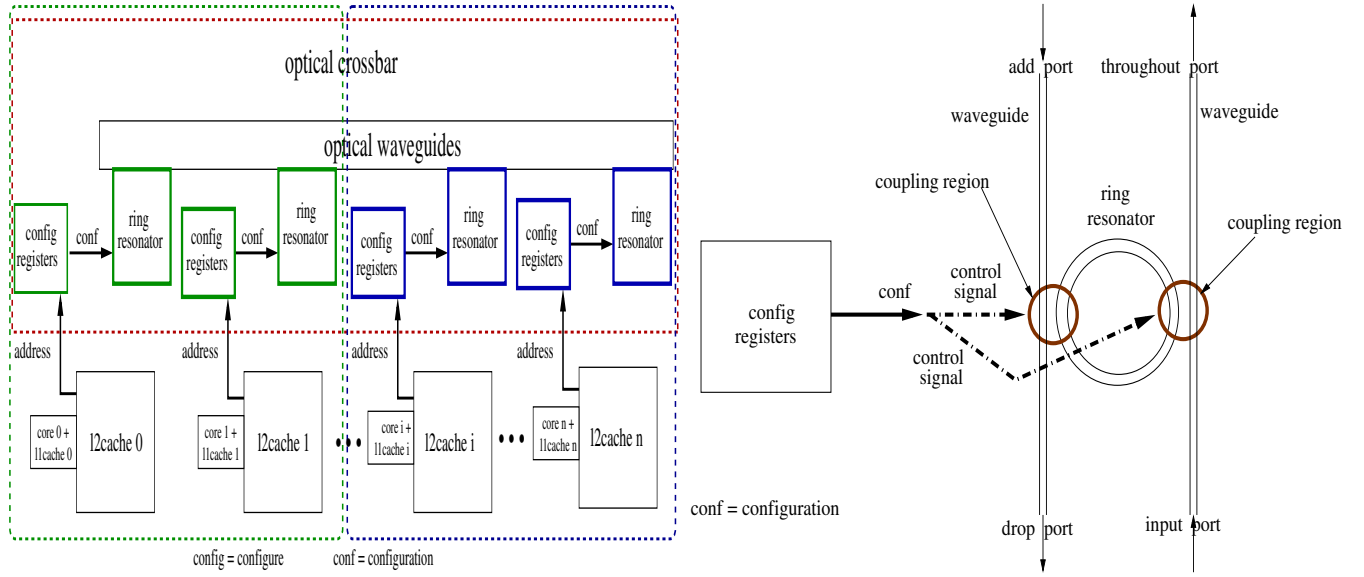 optical crossbar
optical waveguides
config
registers
conf
ring
resonator
config
registers
conf
ring
resonator
config
registers
conf
ring
resonator
config
registers
conf
ring
resonator
address
address
address
address
core 0 +
l1cache 0
l2cache 0
core 1 +
l1cache 1
l2cache 1
core i +
l1cache i
l2cache i
core n +
l1cache n
l2cache n
config = configure
conf = configuration
add port
throughout port
waveguide
waveguide
coupling region
ring
resonator
coupling region
config
registers
conf
control
signal
control
signal
conf = configuration
drop port
input port